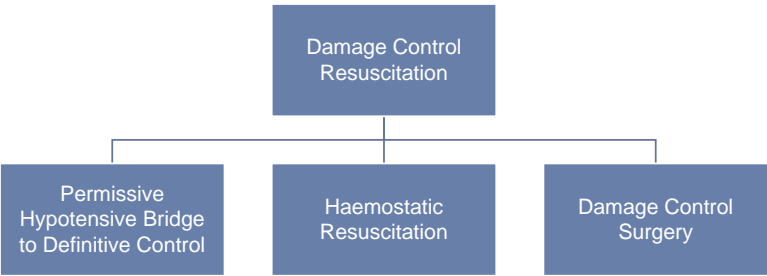 Damage Control
Resuscitation
Permissive
Hypotensive Bridge
to Definitive Control
Haemostatic
Resuscitation
Damage Control
Surgery